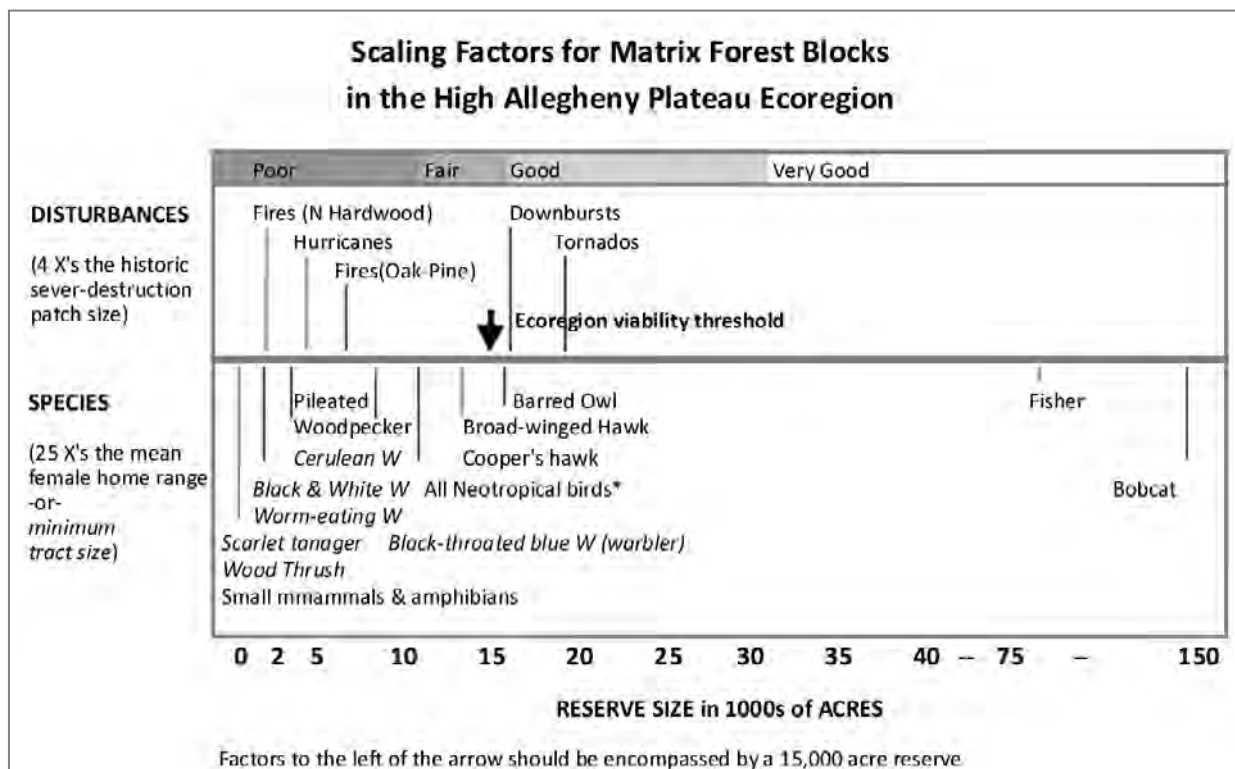 Scaling Factors for Matrix Forest Blocks
in the High Allegheny Plateau Ecoregion
Poor Fair Good Very Good
DISTURBANCES
(4 X's the historic
sever-destruction
patch size)
Fires (N Hardwood) Downbursts
Hurricanes Tornados
Fires(Oak-Pine)
Ecoregion viability threshold
SPECIES
(25 X's the mean
female home range
-or-
minimum
tract size)
Pileated Barred Owl Fisher
Woodpecker Broad-winged Hawk
Cerulean W Cooper's hawk
Black & White W All Neotropical birds* Bobcat
Worm-eating W
Scarlet tanager Black-throated blue W (warbler)
Wood Thrush
Small mmammals & amphibians
0 2 5 10 15 20 25 30 35 40 -- 75 -- 150
RESERVE SIZE in 1000s of ACRES
Factors to the left of the arrow should be encompassed by a 15,000 acre reserve